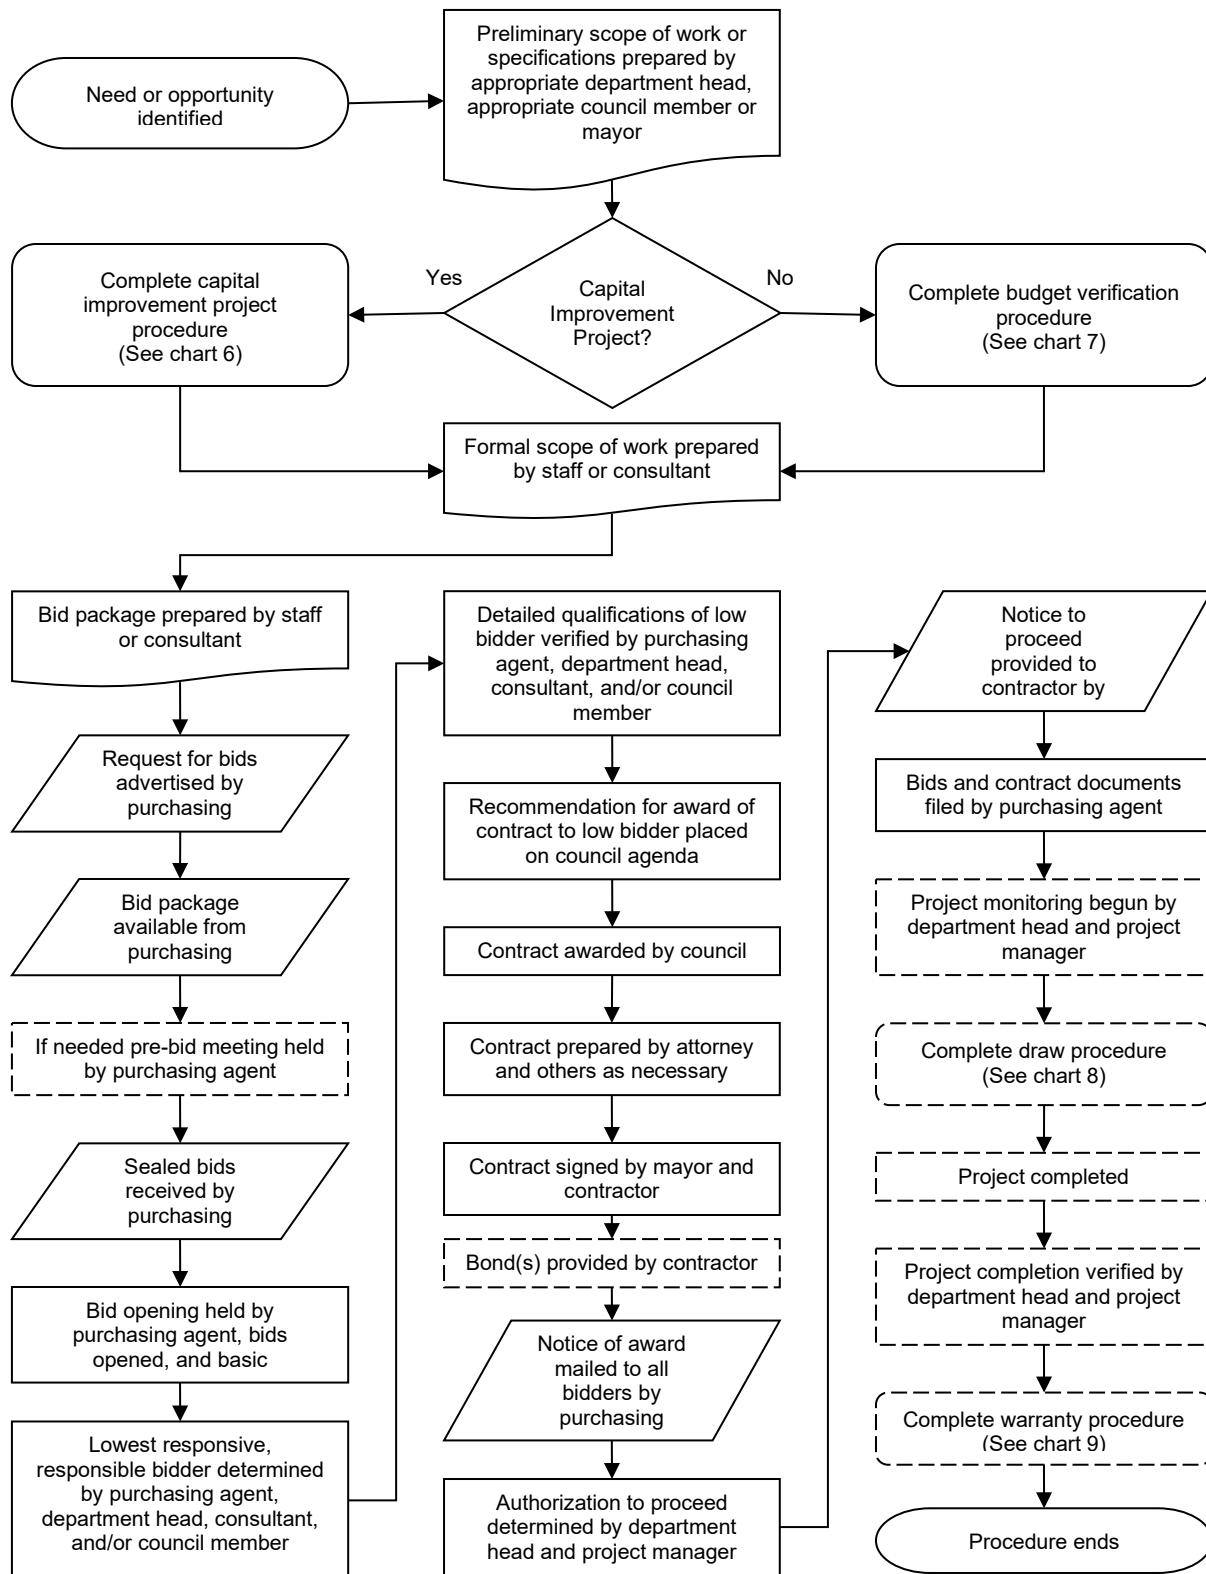 Need or opportunity
identified
Preliminary scope of work or
specifications prepared by
appropriate department head,
appropriate council member or
mayor
Capital
Improvement
Project?
Yes
No
Complete capital
improvement project
procedure
(See chart 6)
Complete budget verification
procedure
(See chart 7)
Formal scope of work prepared
by staff or consultant
Bid package prepared by staff
or consultant
Request for bids
advertised by
purchasing
Bid package
available from
purchasing
If needed pre-bid meeting held
by purchasing agent
Sealed bids
received by
purchasing
Bid opening held by
purchasing agent, bids
opened, and basic
Lowest responsive,
responsible bidder determined
by purchasing agent,
department head, consultant,
and/or council member
Detailed qualifications of low
bidder verified by purchasing
agent, department head,
consultant, and/or council
member
Recommendation for award of
contract to low bidder placed
on council agenda
Contract awarded by council
Contract prepared by attorney
and others as necessary
Contract signed by mayor and
contractor
Bond(s) provided by contractor
Notice of award
mailed to all
bidders by
purchasing
Authorization to proceed
determined by department
head and project manager
Notice to
proceed
provided to
contractor by
Bids and contract documents
filed by purchasing agent
Project monitoring begun by
department head and project
manager
Complete draw procedure
(See chart 8)
Project completed
Project completion verified by
department head and project
manager
Complete warranty procedure
(See chart 9)
Procedure ends